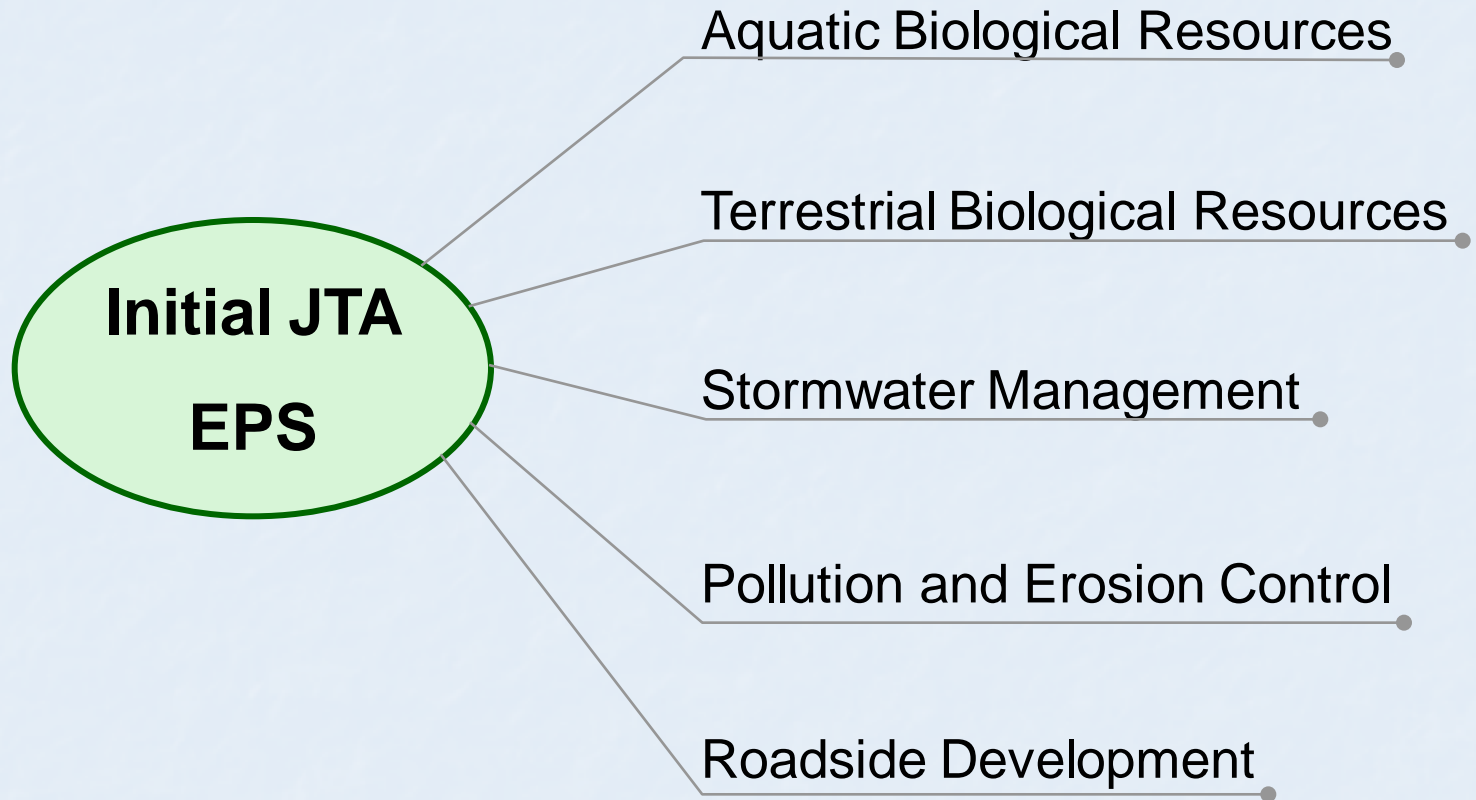 Initial JTA
EPS
Aquatic Biological Resources
Terrestrial Biological Resources
Stormwater Management
Pollution and Erosion Control
Roadside Development